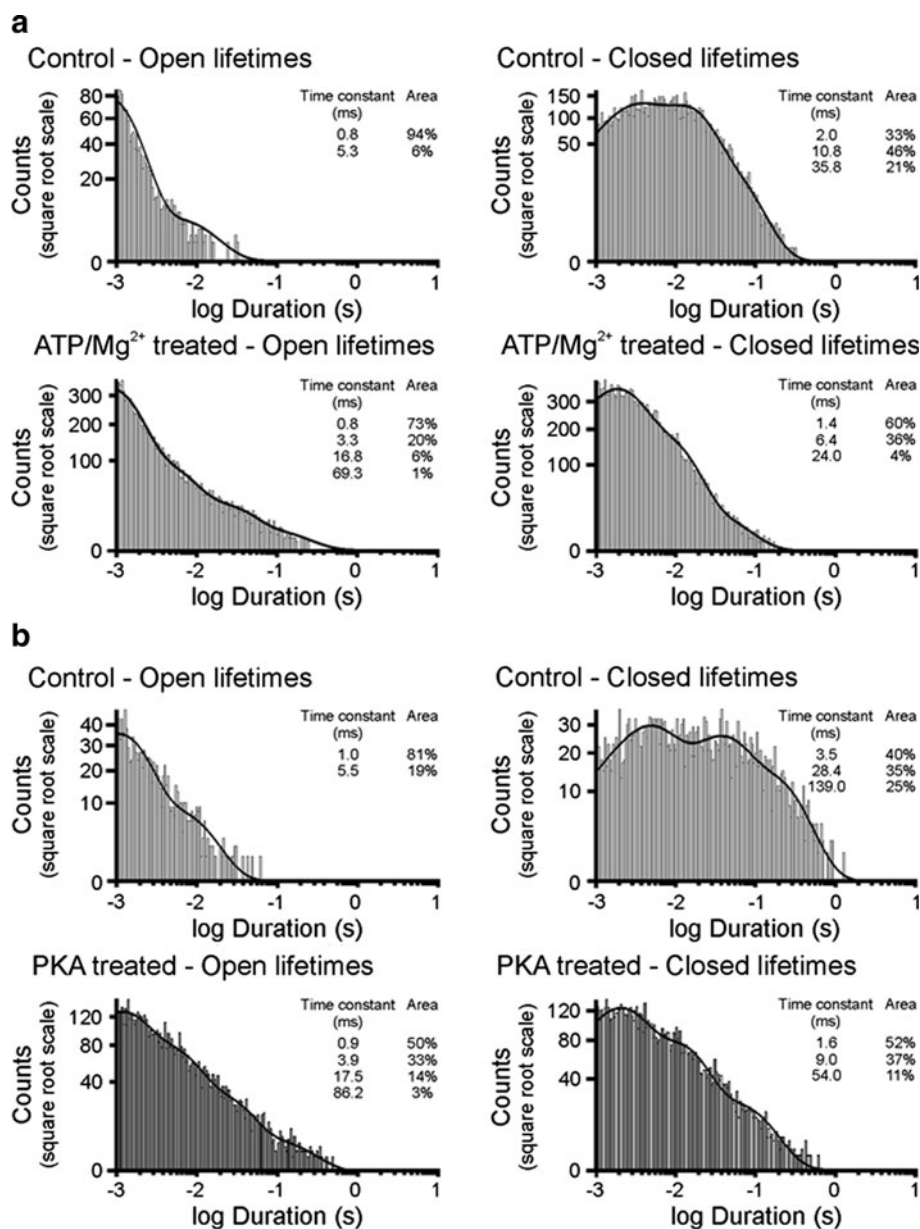 a
Control - Open lifetimes
Counts
(square root scale)
80
60
40
20
0
Time constant Area
(ms)
0.8 94%
5.3 6%
-3 -2 -1 0 1
log Duration (s)
Control - Closed lifetimes
Counts
(square root scale)
150
100
50
0
Time constant Area
(ms)
2.0 33%
10.8 46%
35.8 21%
-3 -2 -1 0 1
log Duration (s)
ATP/Mg²⁺ treated - Open lifetimes
Counts
(square root scale)
300
200
100
0
Time constant Area
(ms)
0.8 73%
3.3 20%
16.8 6%
69.3 1%
-3 -2 -1 0 1
log Duration (s)
ATP/Mg²⁺ treated - Closed lifetimes
Counts
(square root scale)
300
200
100
0
Time constant Area
(ms)
1.4 60%
6.4 36%
24.0 4%
-3 -2 -1 0 1
log Duration (s)
b
Control - Open lifetimes
Counts
(square root scale)
40
30
20
10
0
Time constant Area
(ms)
1.0 81%
5.5 19%
-3 -2 -1 0 1
log Duration (s)
Control - Closed lifetimes
Counts
(square root scale)
30
20
10
0
Time constant Area
(ms)
3.5 40%
28.4 35%
139.0 25%
-3 -2 -1 0 1
log Duration (s)
PKA treated - Open lifetimes
Counts
(square root scale)
120
80
40
0
Time constant Area
(ms)
0.9 50%
3.9 33%
17.5 14%
86.2 3%
-3 -2 -1 0 1
log Duration (s)
PKA treated - Closed lifetimes
Counts
(square root scale)
120
80
40
0
Time constant Area
(ms)
1.6 52%
9.0 37%
54.0 11%
-3 -2 -1 0 1
log Duration (s)